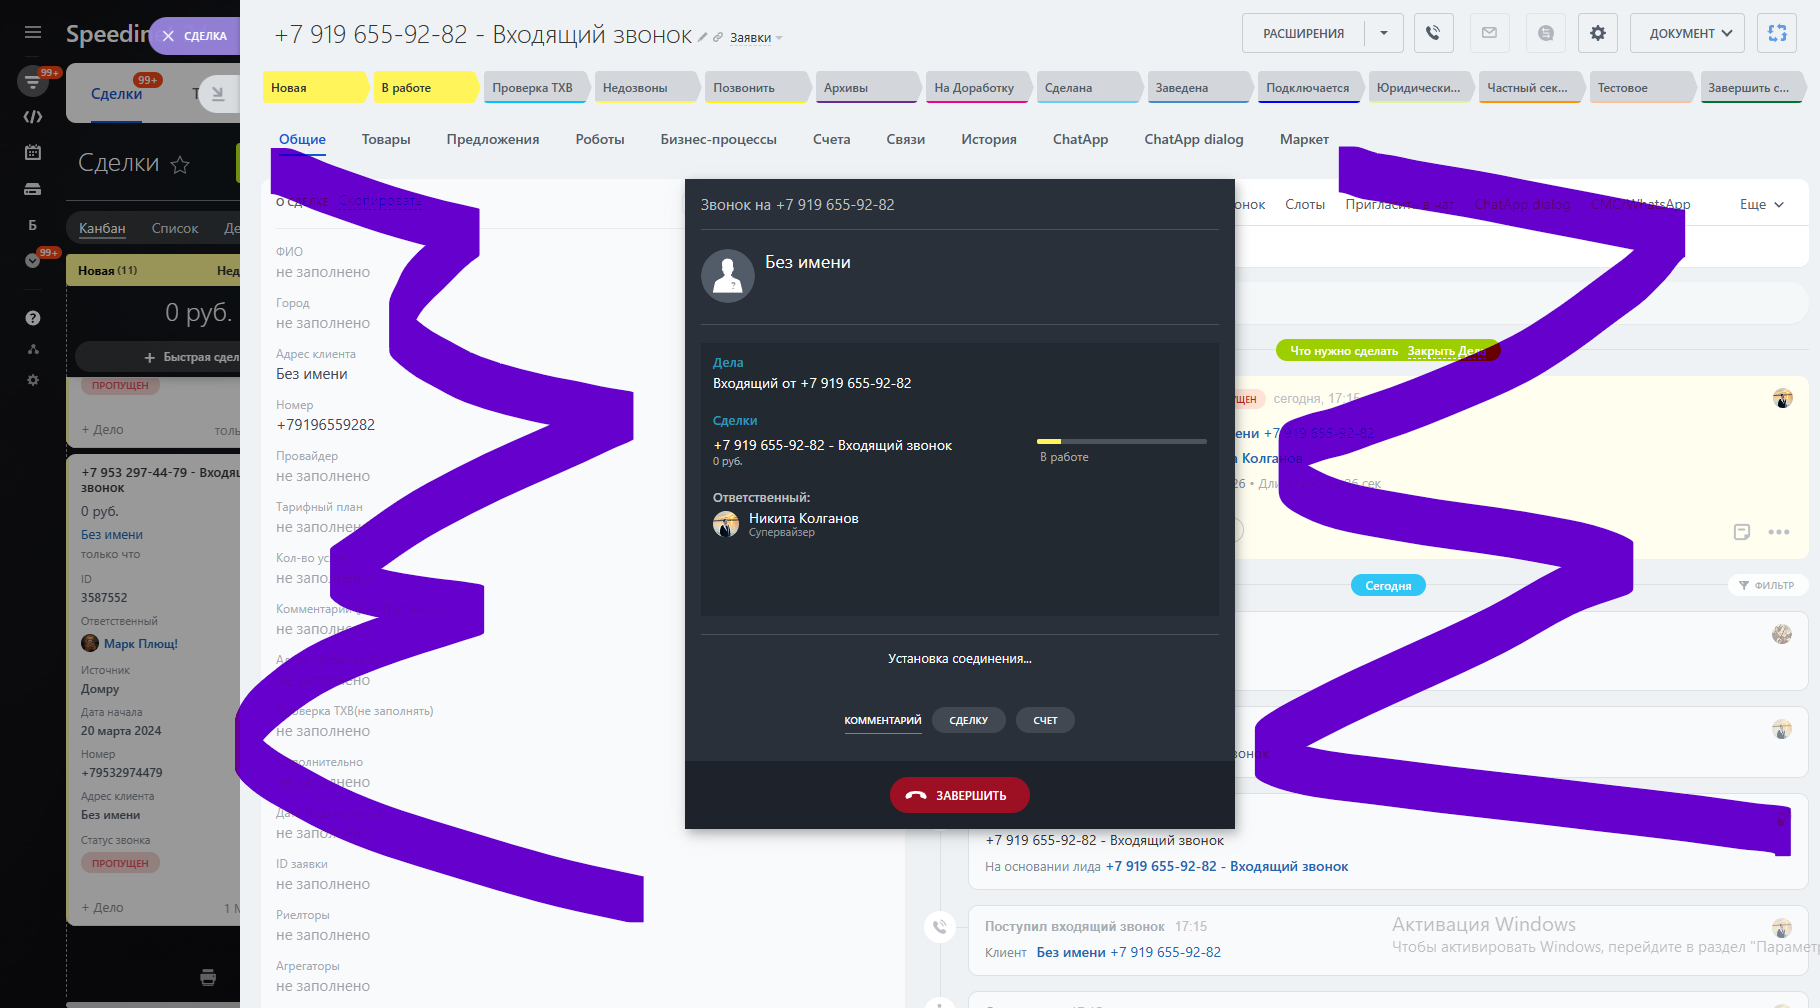 Speedin
СДЕЛКА
+7 919 655-92-82 - Входящий звонок
Заявки
РАСШИРЕНИЯ
ДОКУМЕНТ
99+
99+
99+
Сделки
Новая
В работе
Проверка ТХВ
Недозвоны
Позвонить
Архивы
На Доработку
Сделана
Заведена
Подключается
Юридически...
Частный сек...
Тестовое
Завершить с...
Общие
Товары
Предложения
Роботы
Бизнес-процессы
Счета
Связи
История
ChatApp
ChatApp dialog
Маркет
Сделки
Б
Канбан
Список
Де
Новая (11)
Нед
0 руб.
+ Быстрая сдел
ПРОПУЩЕН
+ Дело
толь
+7 953 297-44-79 - Входящ
звонок
0 руб.
Без имени
только что
ID
3587552
Ответственный
Марк Плющ!
Источник
Домру
Дата начала
20 марта 2024
Номер
+79532974479
Адрес клиента
Без имени
Статус звонка
ПРОПУЩЕН
+ Дело
О СДЕЛКЕ
Скопировать
ФИО
не заполнено
Город
не заполнено
Адрес клиента
Без имени
Номер
+79196559282
Провайдер
не заполнено
Тарифный план
не заполнено
Кол-во ус
не запо
Комментарий
не заполнено
заполнено
Проверка ТХВ(не заполнять)
не заполнено
Дополнительно
не заполнено
не заполнено
ID заявки
не заполнено
Риелторы
не заполнено
Агрегаторы
не заполнено
Звонок на +7 919 655-92-82
Без имени
Дела
Входящий от +7 919 655-92-82
Сделки
+7 919 655-92-82 - Входящий звонок
0 руб.
В работе
Ответственный:
Никита Колганов
Супервайзер
Установка соединения...
КОММЕНТАРИЙ
СДЕЛКУ
СЧЕТ
ЗАВЕРШИТЬ
онок
Слоты
Пригласить в чат
ChatApp dialog
СМС/WhatsApp
Еще
Что нужно сделать
Закрыть Дела
ЩЕН
сегодня, 17:15
ени +7 919 655-92-82
а Колганов
26 • Длительность 26 сек
Сегодня
ФИЛЬТР
вонок
+7 919 655-92-82 - Входящий звонок
На основании лида +7 919 655-92-82 - Входящий звонок
Поступил входящий звонок 17:15
Клиент Без имени +7 919 655-92-82
Активация Windows
Чтобы активировать Windows, перейдите в раздел "Парамет